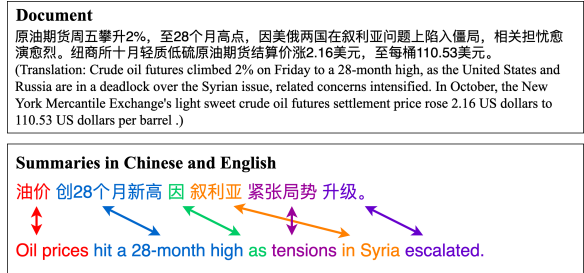 Document
原油期货周五攀升2%，至28个月高点，因美俄两国在叙利亚问题上陷入僵局，相关担忧愈
演愈烈。纽商所十月轻质低硫原油期货结算价涨2.16美元，至每桶110.53美元。
(Translation: Crude oil futures climbed 2% on Friday to a 28-month high, as the United States and
Russia are in a deadlock over the Syrian issue, related concerns intensified. In October, the New
York Mercantile Exchange's light sweet crude oil futures settlement price rose 2.16 US dollars to
110.53 US dollars per barrel .)
Summaries in Chinese and English
油价 创28个月新高 因 叙利亚 紧张局势 升级。
Oil prices hit a 28-month high as tensions in Syria escalated.